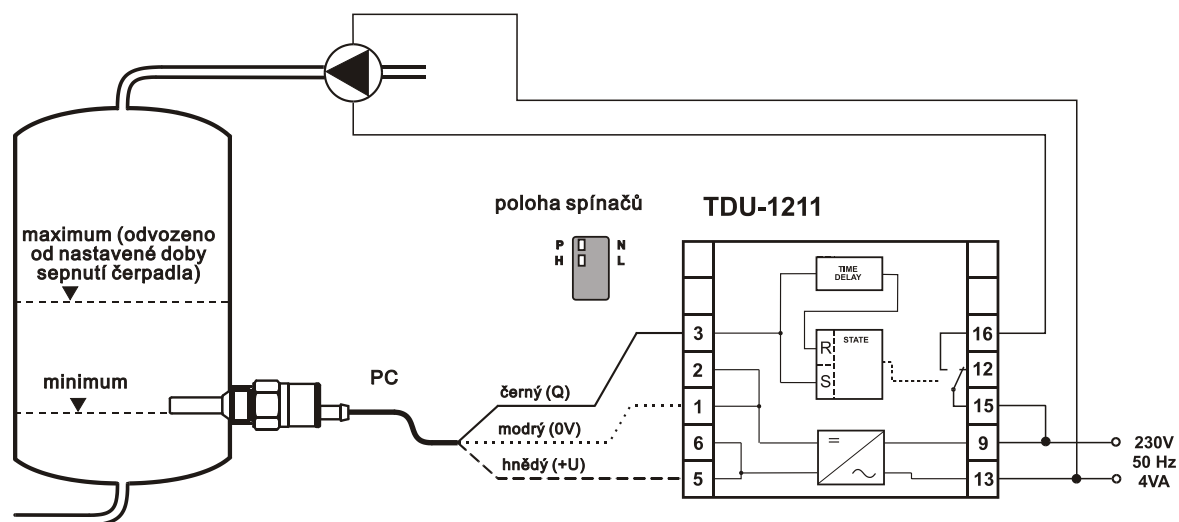 poloha spínačů
TDU-1211
P N
H L
maximum (odvozeno
od nastavené doby
sepnutí čerpadla)
minimum
PC
černý (Q)
modrý (0V)
hnědý (+U)
3
2
1
6
5
TIME
DELAY
STATE
R
S
=
16
12
15
9
13
230V
50 Hz
4VA